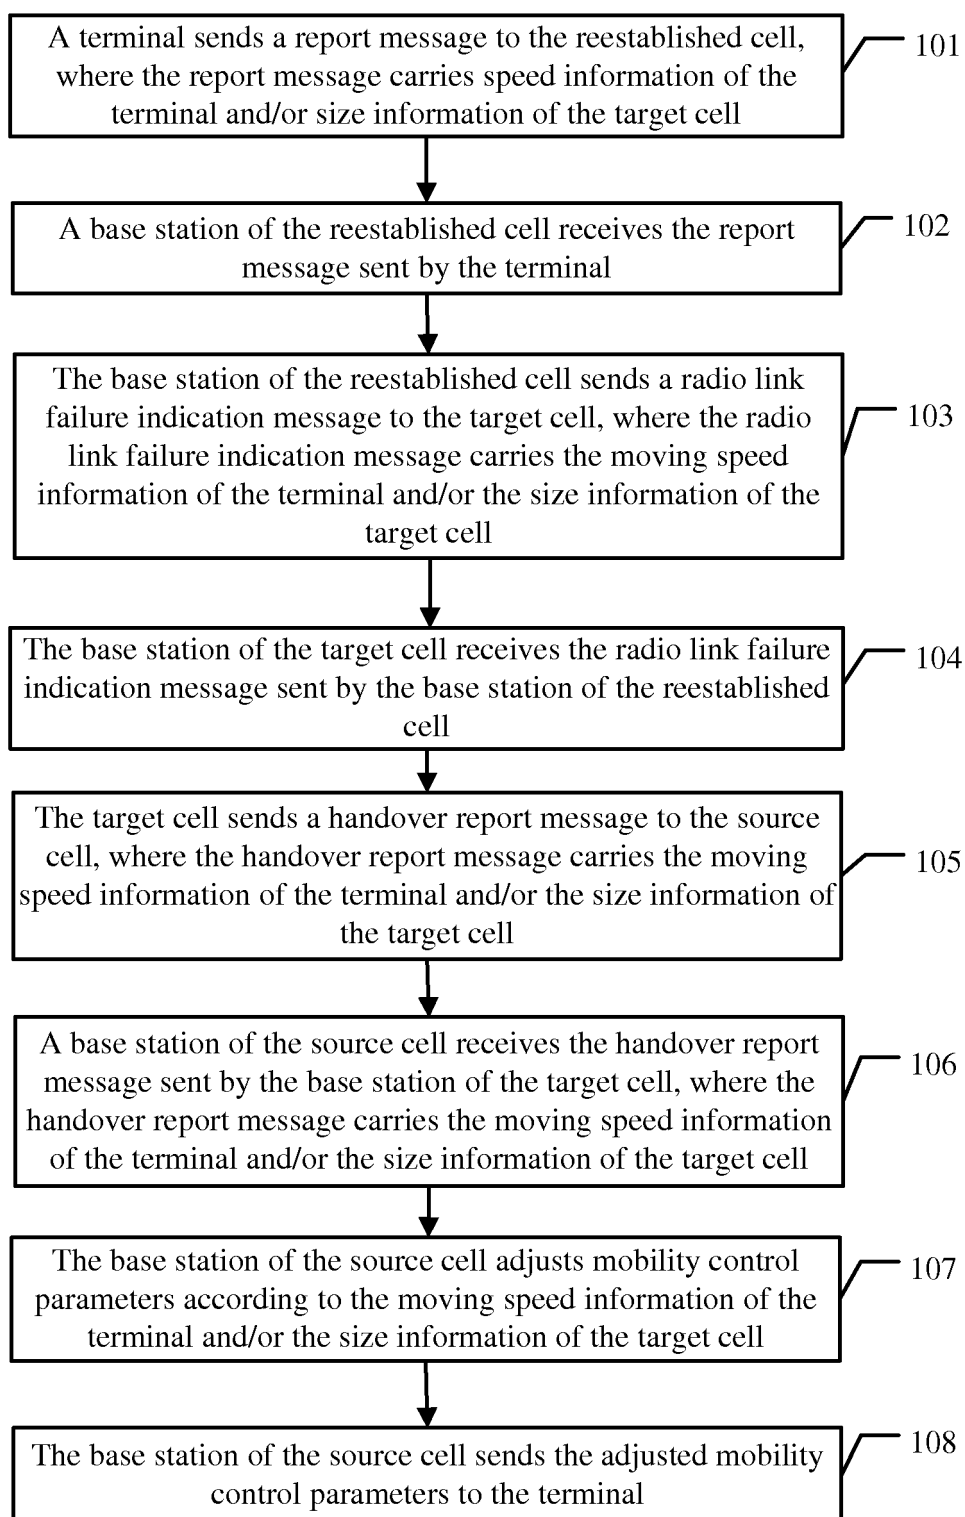 A terminal sends a report message to the reestablished cell,
where the report message carries speed information of the
terminal and/or size information of the target cell
101
A base station of the reestablished cell receives the report
message sent by the terminal
102
The base station of the reestablished cell sends a radio link
failure indication message to the target cell, where the radio
link failure indication message carries the moving speed
information of the terminal and/or the size information of the
target cell
103
The base station of the target cell receives the radio link failure
indication message sent by the base station of the reestablished
cell
104
The target cell sends a handover report message to the source
cell, where the handover report message carries the moving
speed information of the terminal and/or the size information of
the target cell
105
A base station of the source cell receives the handover report
message sent by the base station of the target cell, where the
handover report message carries the moving speed information
of the terminal and/or the size information of the target cell
106
The base station of the source cell adjusts mobility control
parameters according to the moving speed information of the
terminal and/or the size information of the target cell
107
The base station of the source cell sends the adjusted mobility
control parameters to the terminal
108